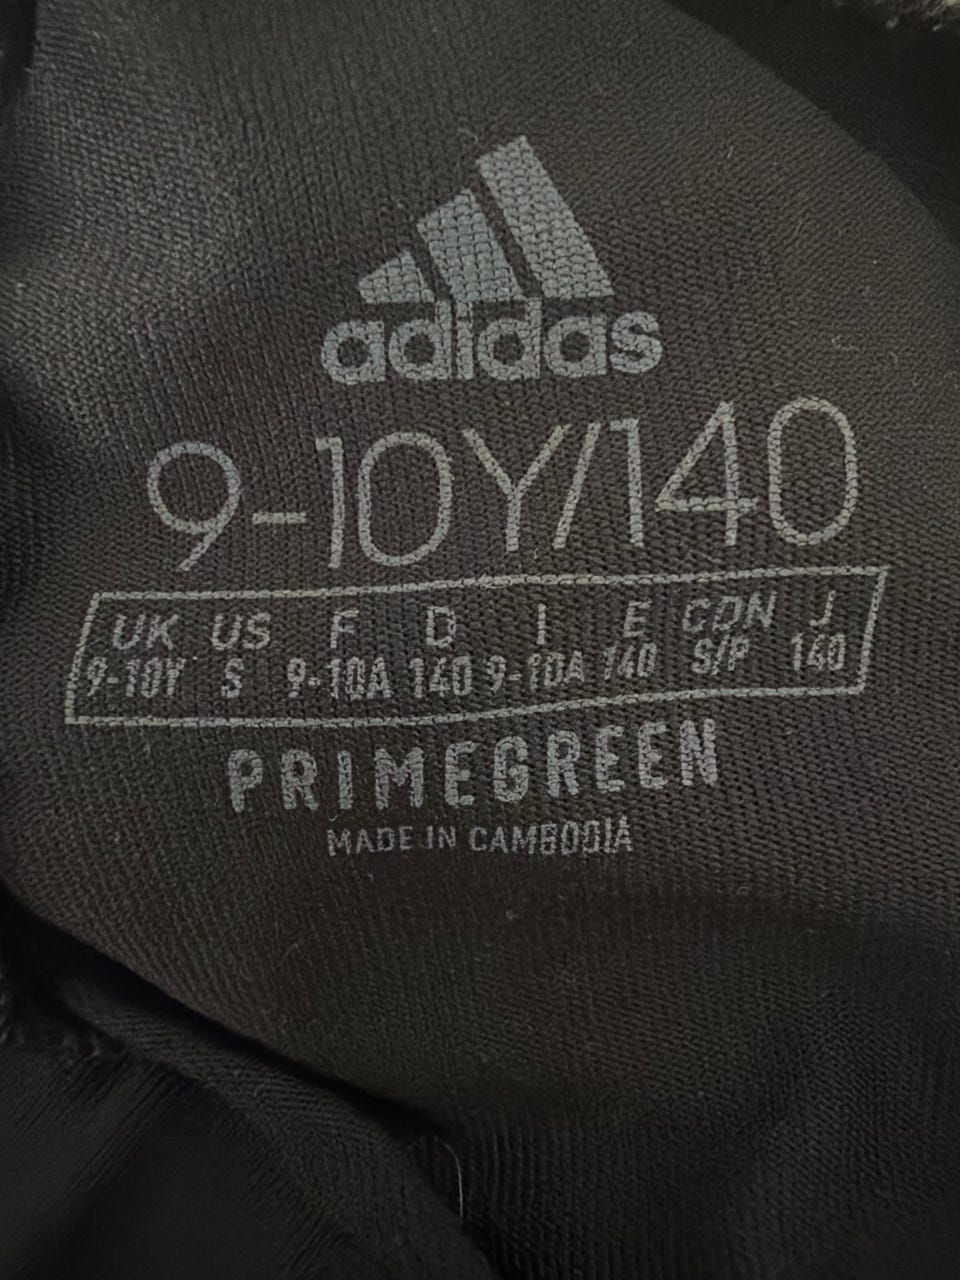 adidas
9-10Y/140
UK US F D I E CDN J
9-10Y S 9-10A 140 9-10A 140 S/P 140
PRIMEGREEN
MADE IN CAMBODIA